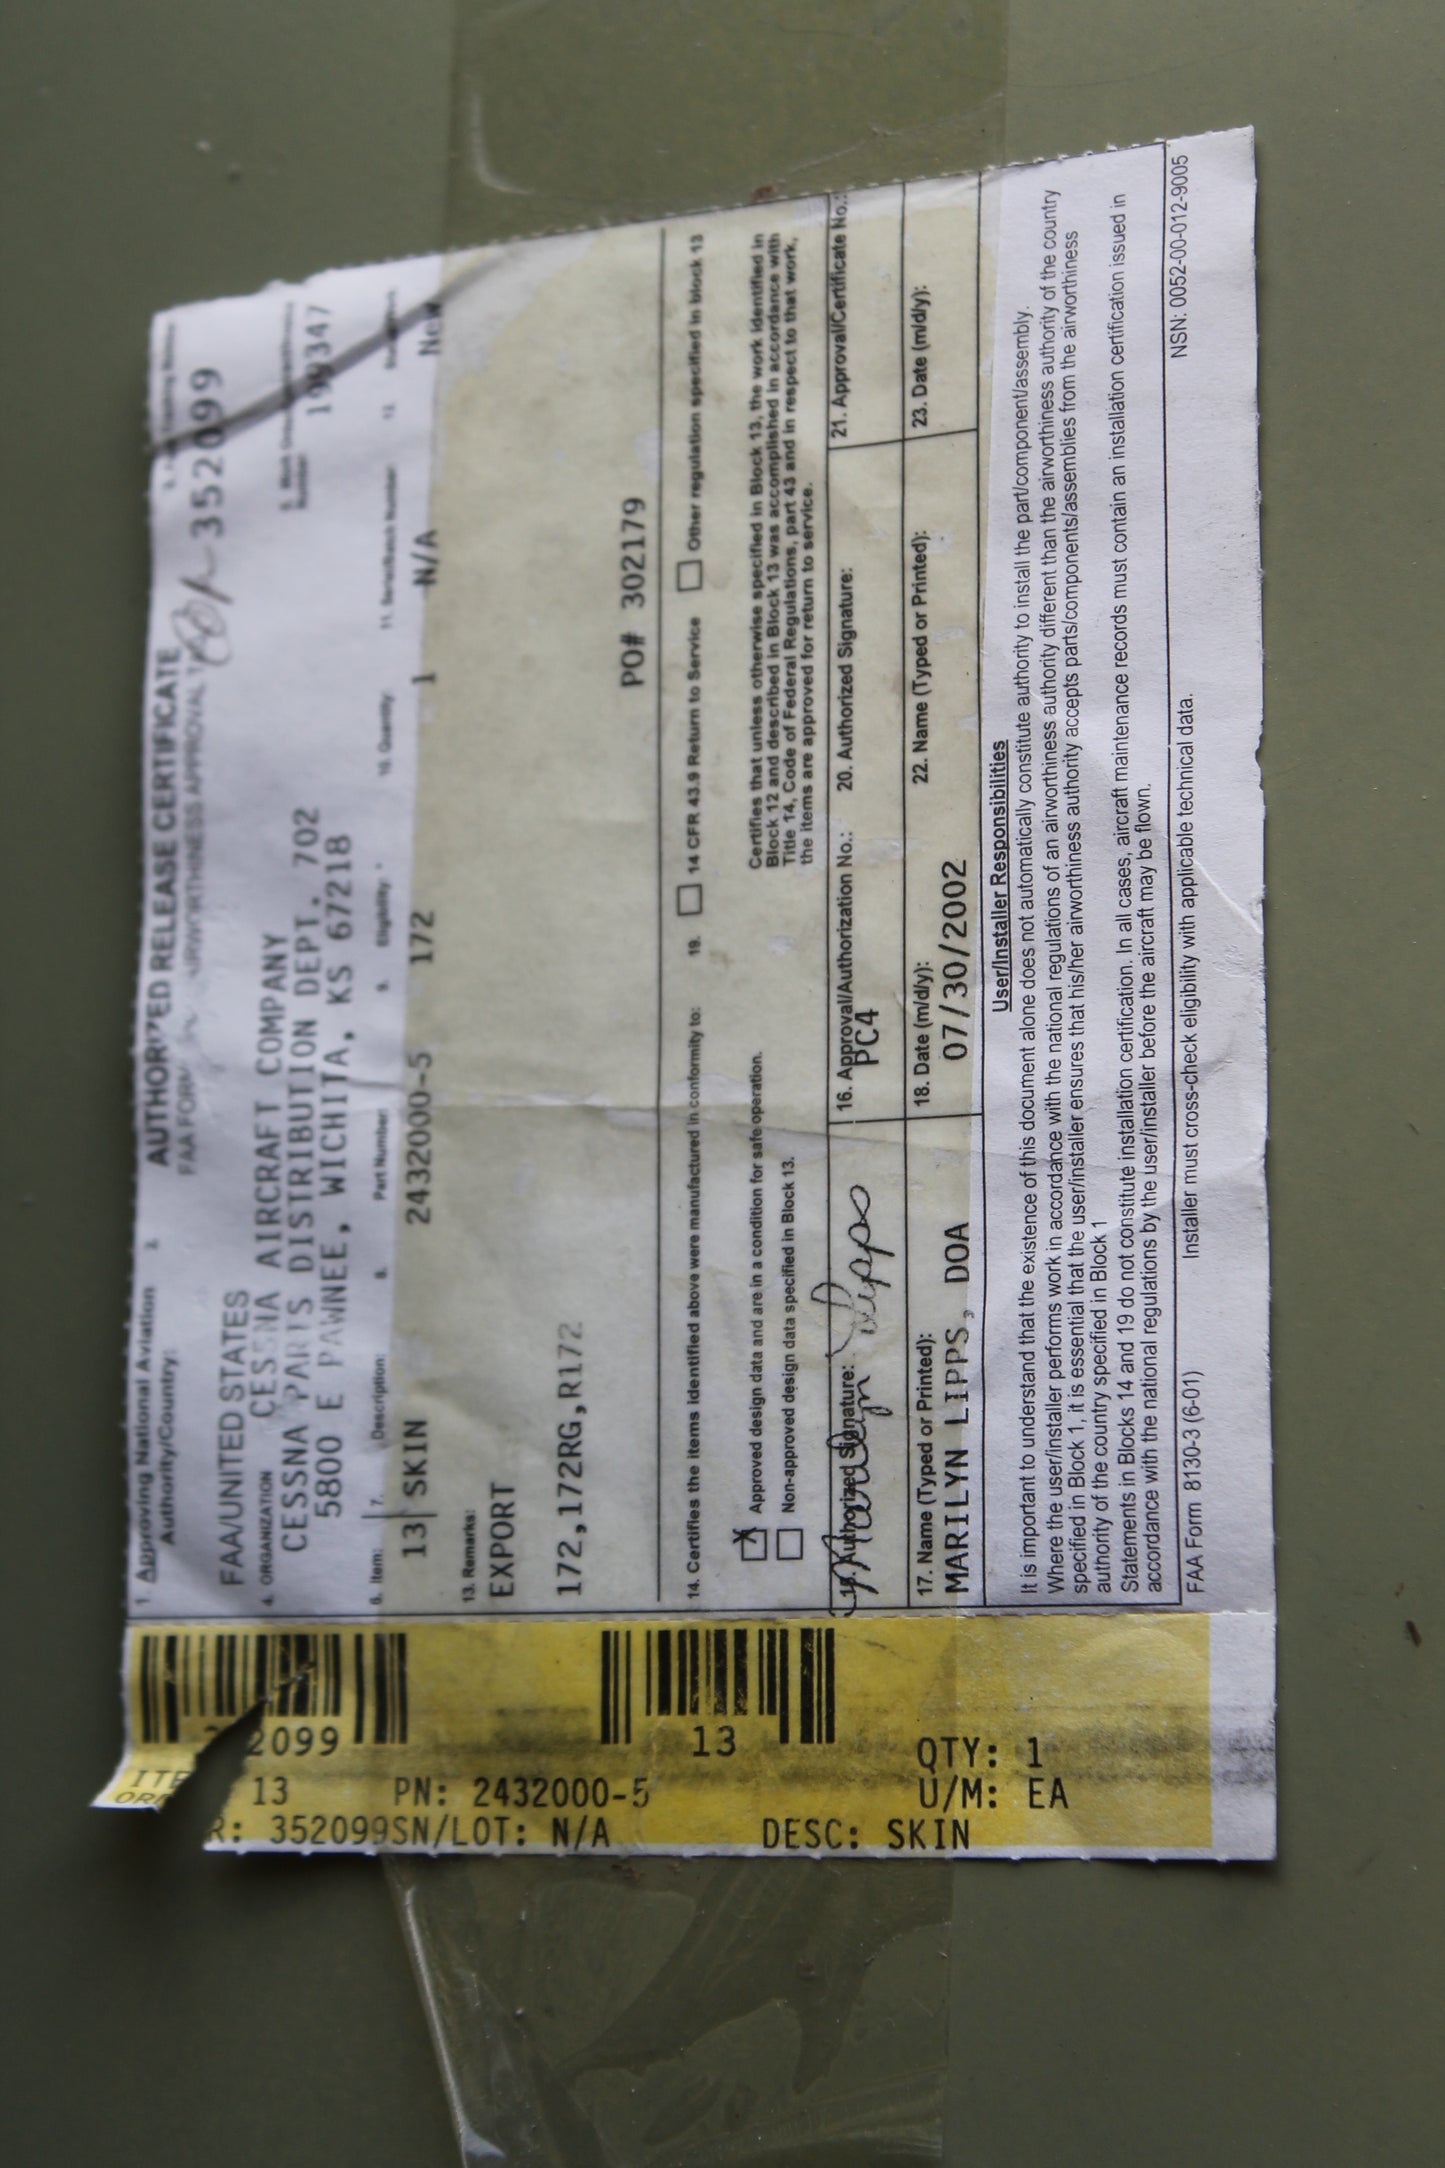 1. Approving National Aviation
Authority/Country:
2.
AUTHORIZED RELEASE CERTIFICATE
FAA FORM AIRWORTHINESS APPROVAL
3.
FAA/UNITED STATES
352099
4. ORGANIZATION
CESSNA AIRCRAFT COMPANY
CESSNA PARTS DISTRIBUTION DEPT. 702
5800 E PAWNEE, WICHITA, KS 67218
5. Work
Number
199347
6. Item: 7. Description: 8. Part Number: 9. Eligibility: * 10. Quantity: 11. Serial/Batch Number: 12.
13 SKIN 2432000-5 172 1 N/A New
13. Remarks:
EXPORT
172,172RG,R172
PO# 302179
14. Certifies the items identified above were manufactured in conformity to:
Approved design data and are in a condition for safe operation.
Non-approved design data specified in Block 13.
19. 14 CFR 43.9 Return to Service Other regulation specified in block 13
Certifies that unless otherwise specified in Block 13, the work identified in
Block 12 and described in Block 13 was accomplished in accordance with
Title 14, Code of Federal Regulations, part 43 and in respect to that work,
the items are approved for return to service.
15. Authorized Signature: Marilyn Lipps
16. Approval/Authorization No.:
PC4
20. Authorized Signature:
21. Approval/Certificate No.:
17. Name (Typed or Printed):
MARILYN LIPPS, DOA
18. Date (m/d/y):
07/30/2002
22. Name (Typed or Printed):
23. Date (m/d/y):
User/Installer Responsibilities
It is important to understand that the existence of this document alone does not automatically constitute authority to install the part/component/assembly.
Where the user/installer performs work in accordance with the national regulations of an airworthiness authority different than the airworthiness authority of the country
specified in Block 1, it is essential that the user/installer ensures that his/her airworthiness authority accepts parts/components/assemblies from the airworthiness
authority of the country specified in Block 1
Statements in Blocks 14 and 19 do not constitute installation certification. In all cases, aircraft maintenance records must contain an installation certification issued in
accordance with the national regulations by the user/installer before the aircraft may be flown.
FAA Form 8130-3 (6-01) Installer must cross-check eligibility with applicable technical data. NSN: 0052-00-012-9005
2099
13
13 PN: 2432000-5
QTY: 1
U/M: EA
R: 352099SN/LOT: N/A DESC: SKIN